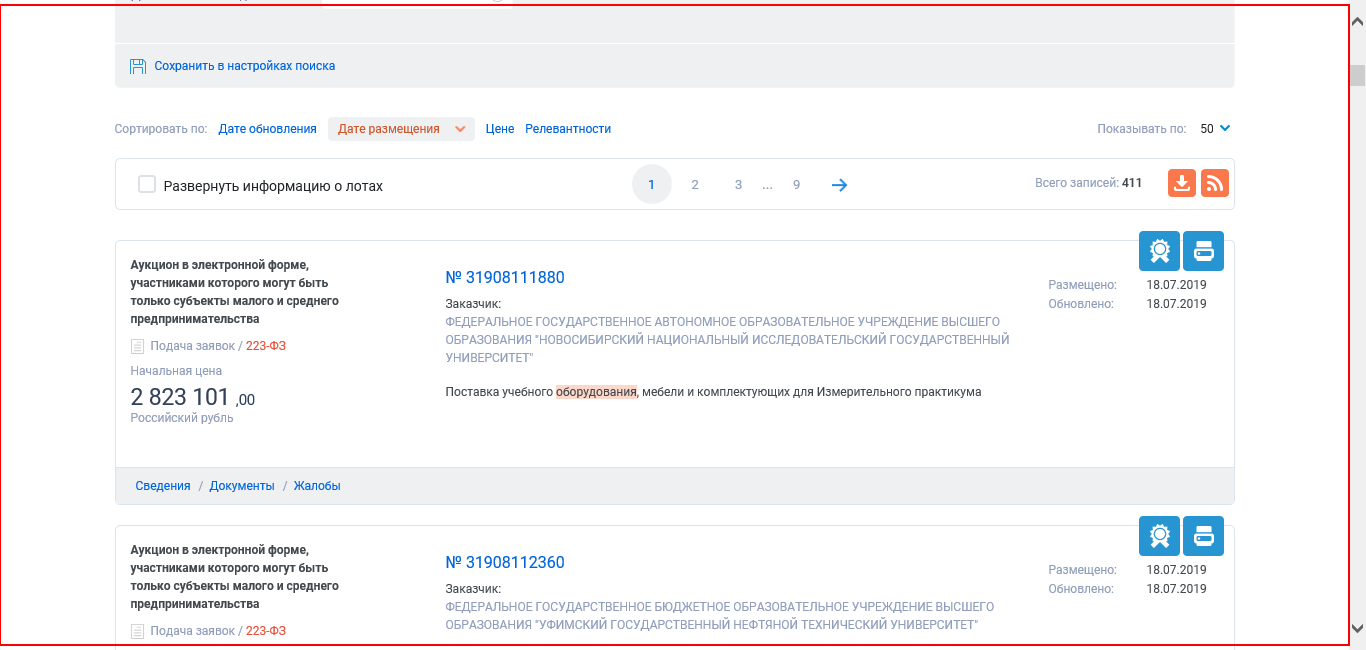 Сохранить в настройках поиска
Сортировать по: Дате обновления Дате размещения Цене Релевантности Показывать по: 50
Развернуть информацию о лотах 1 2 3 ... 9 Всего записей: 411
Аукцион в электронной форме,
участниками которого могут быть
только субъекты малого и среднего
предпринимательства
Подача заявок / 223-ФЗ
Начальная цена
2 823 101 ,00
Российский рубль
№ 31908111880
Заказчик:
ФЕДЕРАЛЬНОЕ ГОСУДАРСТВЕННОЕ АВТОНОМНОЕ ОБРАЗОВАТЕЛЬНОЕ УЧРЕЖДЕНИЕ ВЫСШЕГО
ОБРАЗОВАНИЯ "НОВОСИБИРСКИЙ НАЦИОНАЛЬНЫЙ ИССЛЕДОВАТЕЛЬСКИЙ ГОСУДАРСТВЕННЫЙ
УНИВЕРСИТЕТ"
Поставка учебного оборудования, мебели и комплектующих для Измерительного практикума
Размещено: 18.07.2019
Обновлено: 18.07.2019
Сведения / Документы / Жалобы
Аукцион в электронной форме,
участниками которого могут быть
только субъекты малого и среднего
предпринимательства
Подача заявок / 223-ФЗ
№ 31908112360
Заказчик:
ФЕДЕРАЛЬНОЕ ГОСУДАРСТВЕННОЕ БЮДЖЕТНОЕ ОБРАЗОВАТЕЛЬНОЕ УЧРЕЖДЕНИЕ ВЫСШЕГО
ОБРАЗОВАНИЯ "УФИМСКИЙ ГОСУДАРСТВЕННЫЙ НЕФТЯНОЙ ТЕХНИЧЕСКИЙ УНИВЕРСИТЕТ"
Размещено: 18.07.2019
Обновлено: 18.07.2019